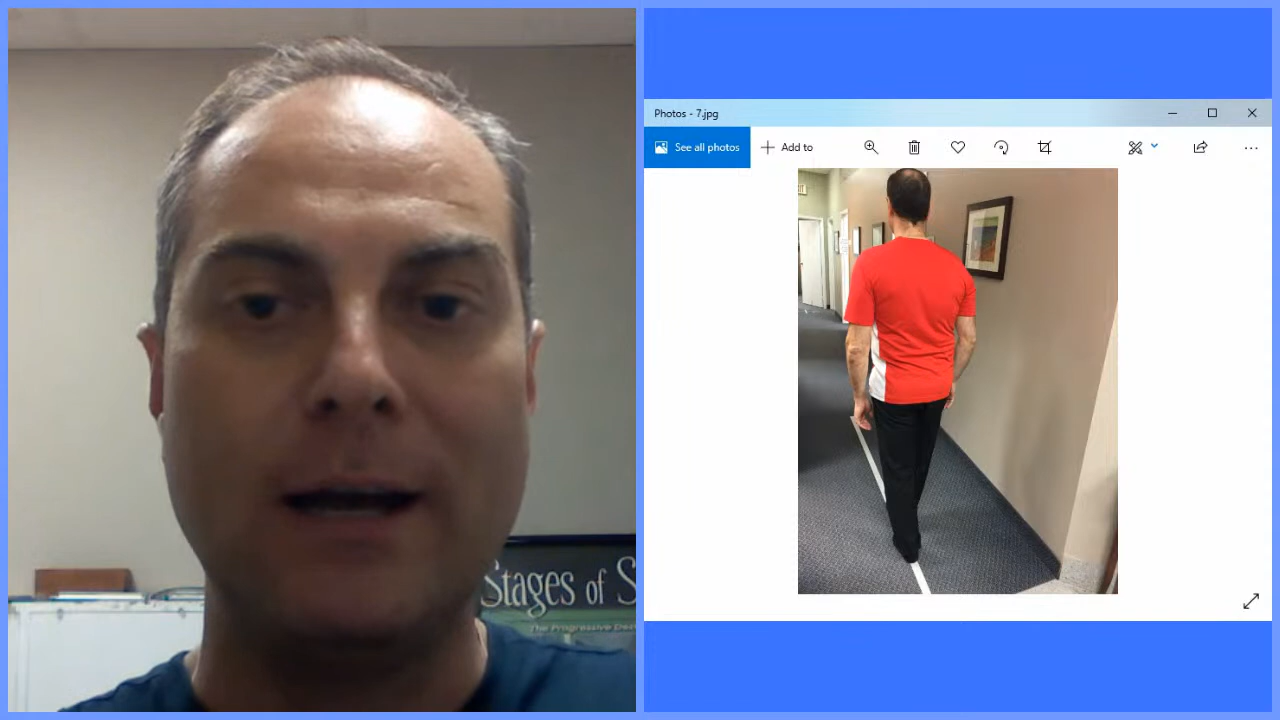 Stages of S
The Progressive De
Photos - 7.jpg
See all photos
Add to